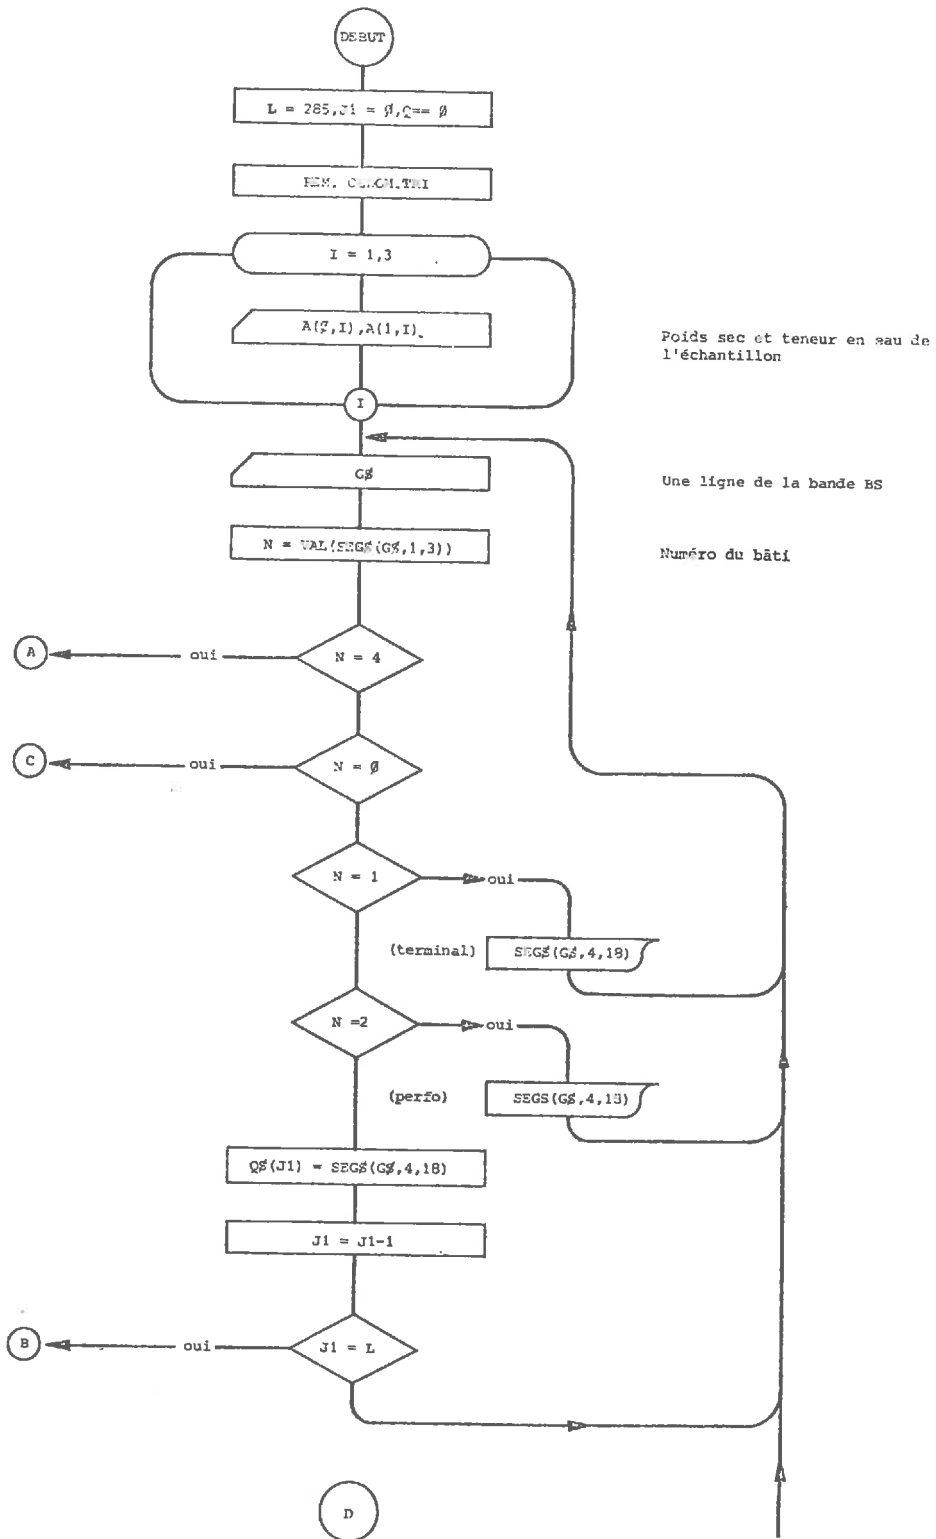 DEBUT
L = 285,J1 = Ø,Q== Ø
I = 1,3
A(Ø,I),A(1,I)
Poids sec et teneur en eau de
l'échantillon
I
G$
Une ligne de la bande BS
N = VAL(SEG$(G$,1,3))
Numéro du bâti
A
oui
N = 4
C
oui
N = Ø
N = 1
oui
(terminal)
SEG$(G$,4,18)
N =2
oui
(perfo)
SEG$(G$,4,18)
Q$(J1) = SEG$(G$,4,18)
J1 = J1-1
B
oui
J1 = L
D